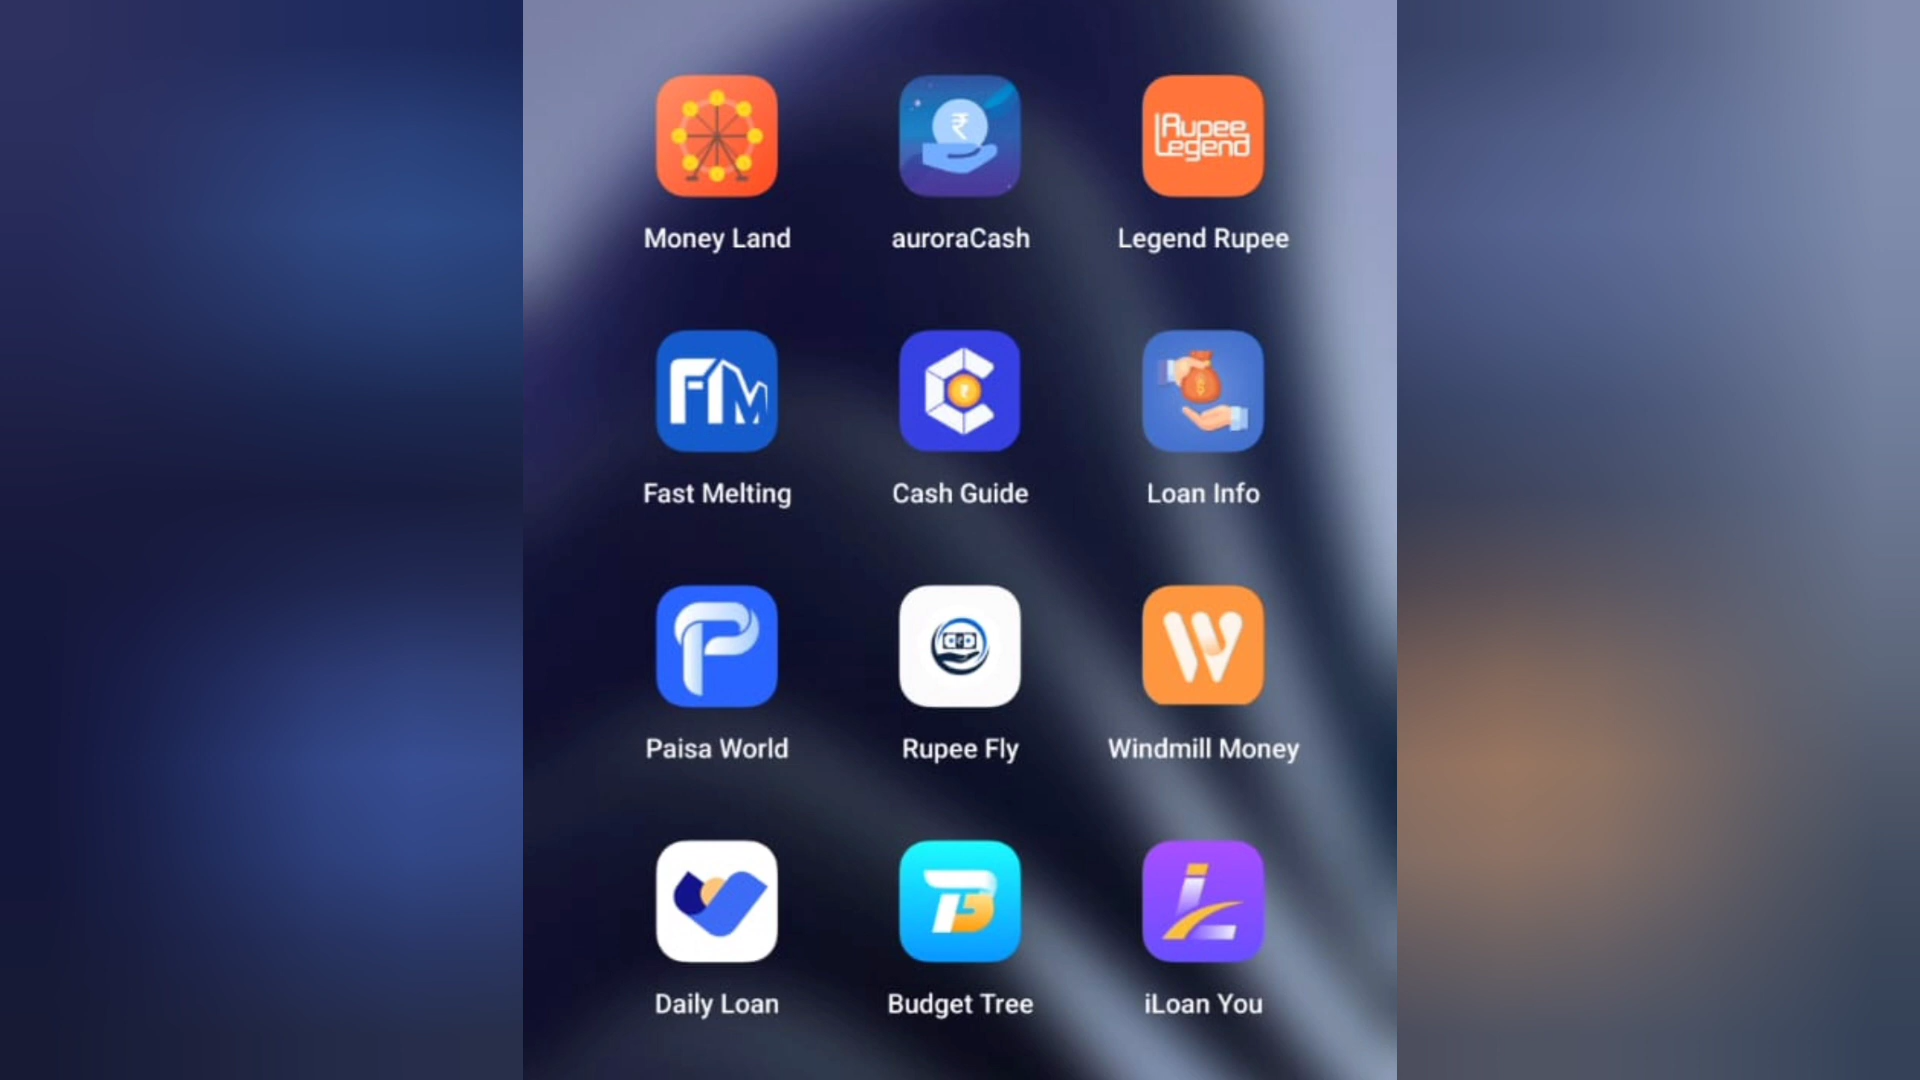 Rupee
Legend
Money Land
auroraCash
Legend Rupee
FM
Fast Melting
Cash Guide
Loan Info
Paisa World
Rupee Fly
Windmill Money
Daily Loan
Budget Tree
iLoan You